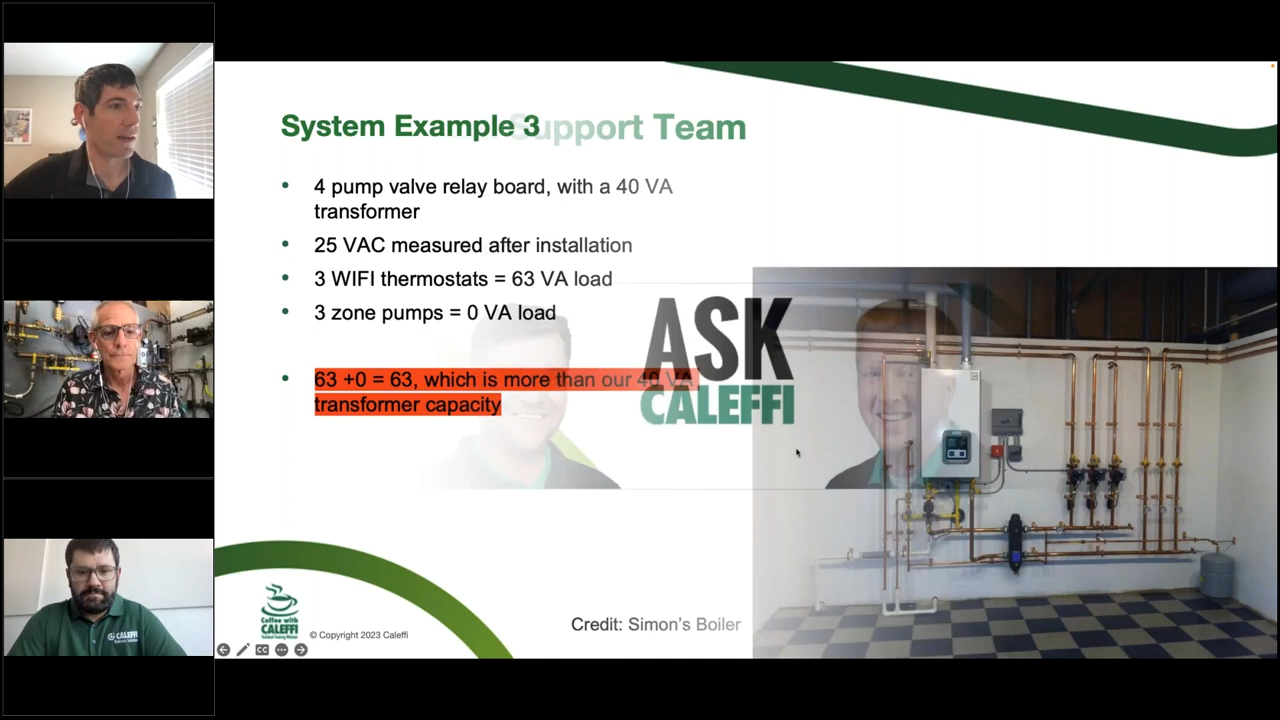 System Example 3
Support Team
• 4 pump valve relay board, with a 40 VA
transformer
• 25 VAC measured after installation
• 3 WIFI thermostats = 63 VA load
• 3 zone pumps = 0 VA load
• 63 +0 = 63, which is more than our 40 VA
transformer capacity
ASK
CALEFFI
Credit: Simon's Boiler
Coffee with
CALEFFI
© Copyright 2023 Caleffi
CC
CALEFFI